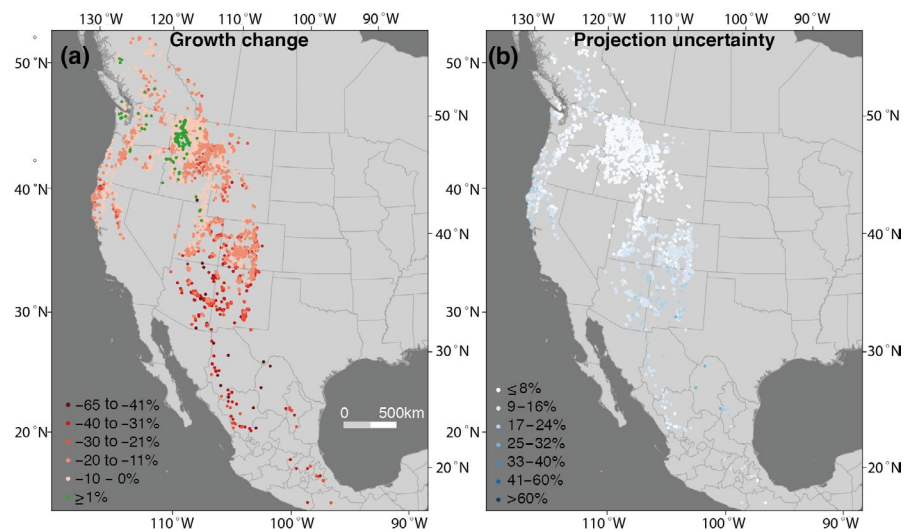 130°W 120°W 110°W 100°W 90°W
130°W 120°W 110°W 100°W 90°W
(a) Growth change
(b) Projection uncertainty
50°N
40°N
30°N
20°N
50°N
40°N
30°N
20°N
50°N
40°N
30°N
20°N
−65 to −41%
−40 to −31%
−30 to −21%
−20 to −11%
−10 – 0%
≥1%
0 500km
≤8%
9–16%
17–24%
25–32%
33–40%
41–60%
>60%
110°W 100°W 90°W
110°W 100°W 90°W